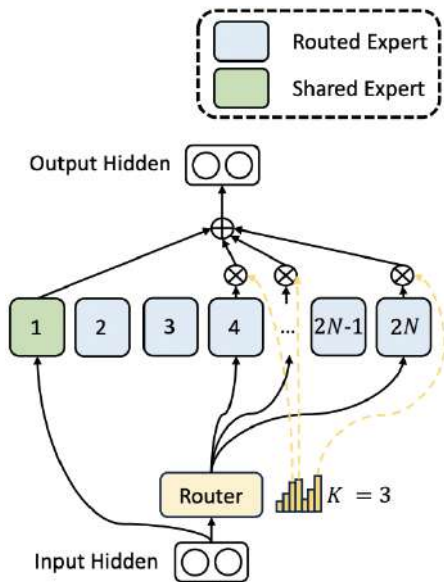 Routed Expert
Shared Expert
Output Hidden
1 2 3 4 ... 2N-1 2N
Router
K = 3
Input Hidden